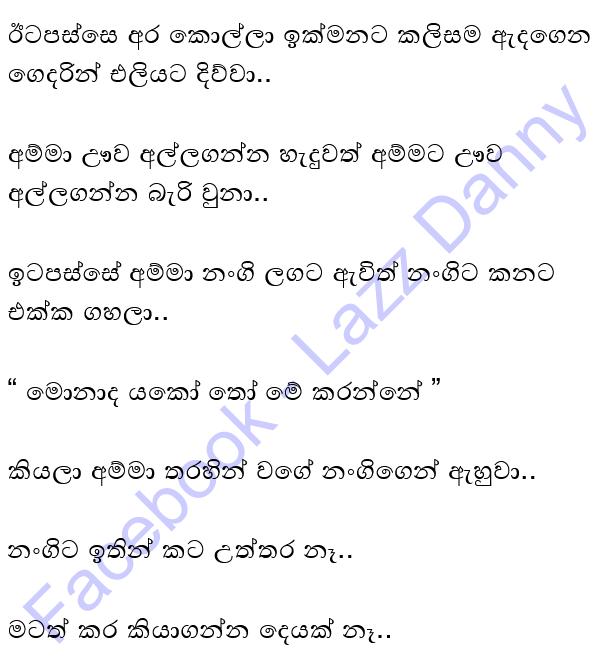 ඊටපස්සෙ අර කොල්ලා ඉක්මනට කලිසම ඇදගෙන
ගෙදරින් එලියට දිව්වා..
අම්මා ඌව අල්ලගන්න හැදුවත් අම්මට ඌව
අල්ලගන්න බැරි වුනා..
ඉටපස්සේ අම්මා නංගි ලගට ඇවිත් නංගිට කනට
එක්ක ගහලා..
“ මොනාද යකෝ තෝ මේ කරන්නේ ”
කියලා අම්මා තරහින් වගේ නංගිගෙන් ඇහුවා..
නංගිට ඉතින් කට උත්තර නෑ..
මටත් කර කියාගන්න දෙයක් නෑ..
Facebook - Lazz Danny